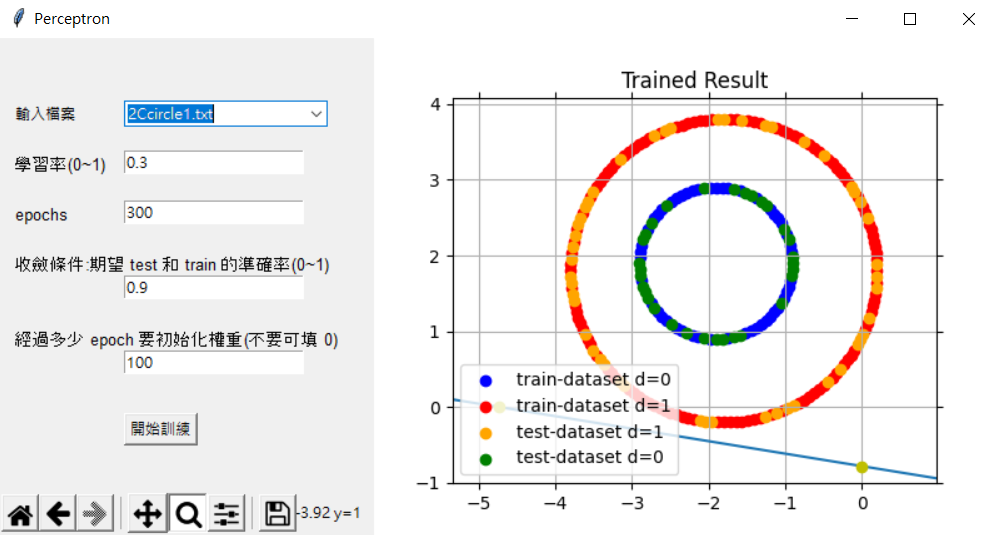 Perceptron
輸入檔案
2Ccircle1.txt
學習率(0~1)
0.3
epochs
300
收斂條件:期望 test 和 train 的準確率(0~1)
0.9
經過多少 epoch 要初始化權重(不要可填 0)
100
開始訓練
-3.92 y=1
Trained Result
4
3
2
1
0
−1
−5
−4
−3
−2
−1
0
train-dataset d=0
train-dataset d=1
test-dataset d=1
test-dataset d=0